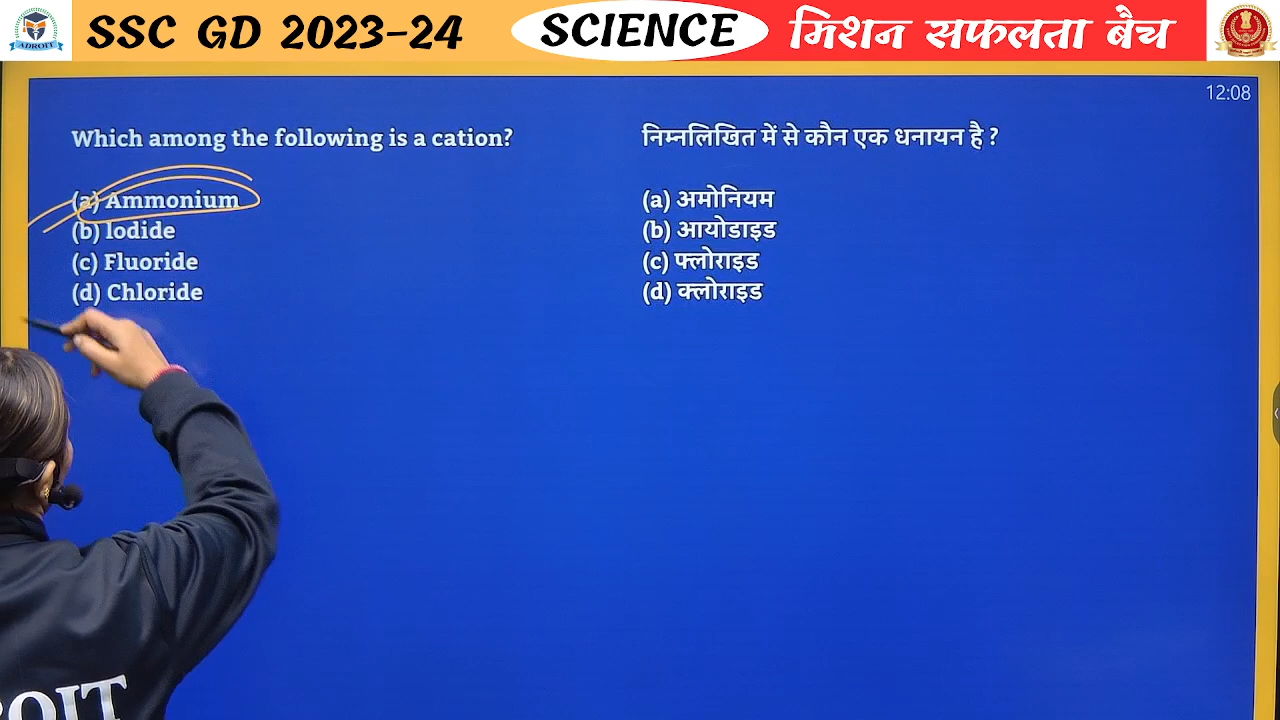 ADROIT
SSC GD 2023-24
SCIENCE
मिशन सफलता बैच
12:08
Which among the following is a cation?
(a) Ammonium
(b) lodide
(c) Fluoride
(d) Chloride
निम्नलिखित में से कौन एक धनायन है ?
(a) अमोनियम
(b) आयोडाइड
(c) फ्लोराइड
(d) क्लोराइड